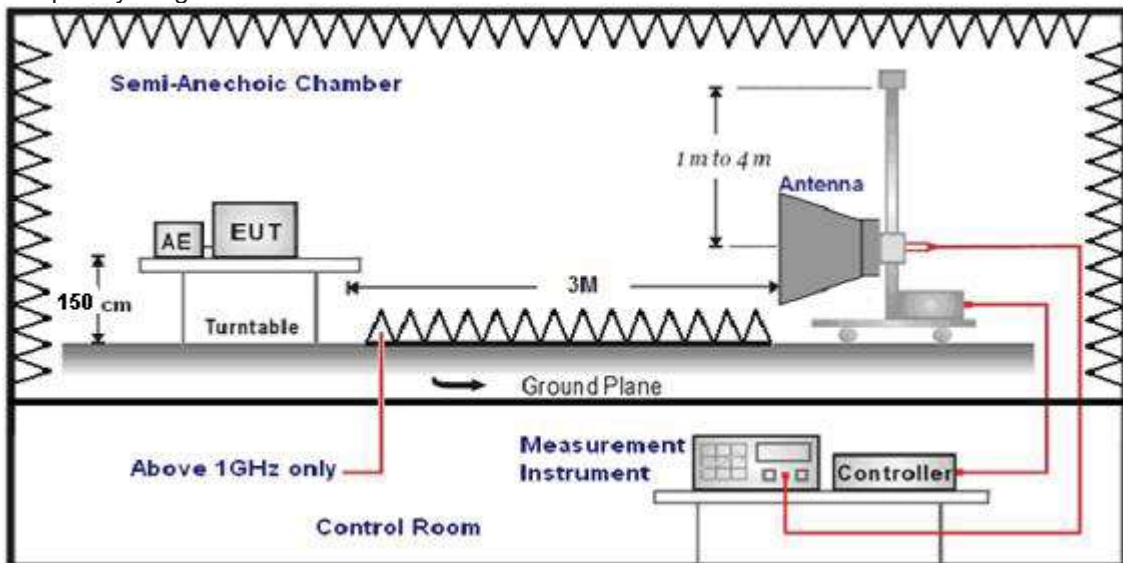 Semi-Anechoic Chamber
1 m to 4 m
Antenna
AE
EUT
3M
150 cm
Turntable
Ground Plane
Above 1GHz only
Measurement
Instrument
Controller
Control Room